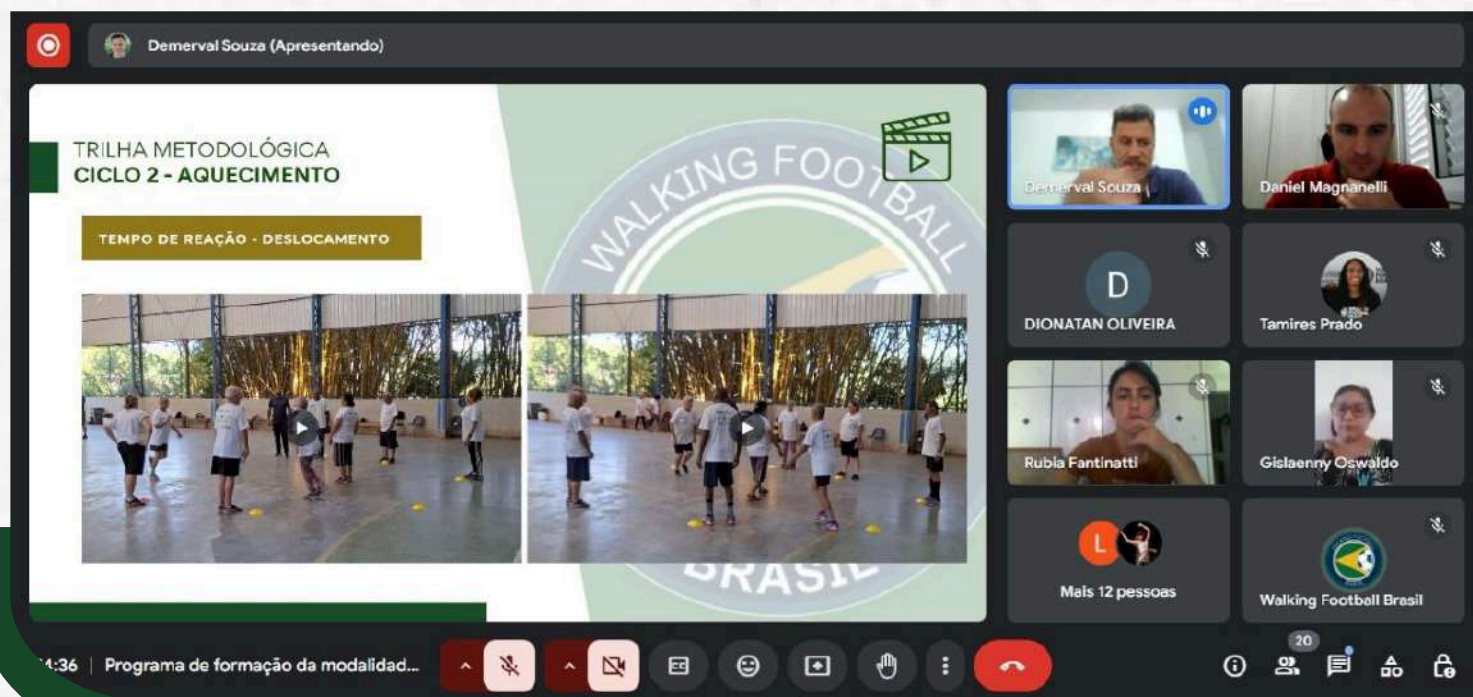 Demerval Souza (Apresentando)
TRILHA METODOLÓGICA
CICLO 2 - AQUECIMENTO
TEMPO DE REAÇÃO - DESLOCAMENTO
WALKING FOOTBALL
BRASIL
Demerval Souza
Daniel Magnanelli
D
DIONATAN OLIVEIRA
Tamires Prado
Rubia Fantinatti
Gislaenny Oswaldo
L
Mais 12 pessoas
Walking Football Brasil
4:36 | Programa de formação da modalidad...
20